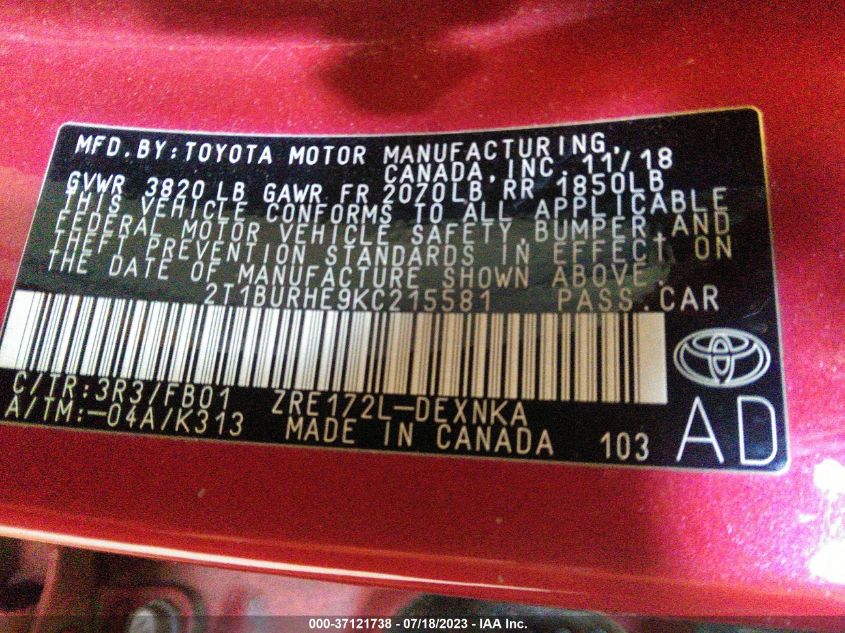 MFD.BY:TOYOTA MOTOR MANUFACTURING,
CANADA,INC. 11/18
GVWR 3820 LB GAWR FR 2070LB,RR 1850LB
THIS VEHICLE CONFORMS TO ALL APPLICABLE
FEDERAL MOTOR VEHICLE SAFETY,BUMPER,AND
THEFT PREVENTION STANDARDS IN EFFECT ON
THE DATE OF MANUFACTURE SHOWN ABOVE.
2T1BURHE9KC215581 PASS.CAR
C/TR:3R3/FB01 ZRE172L-DEXNKA
A/TM:-04A/K313 MADE IN CANADA 103 AD
000-37121738 - 07/18/2023 - IAA Inc.